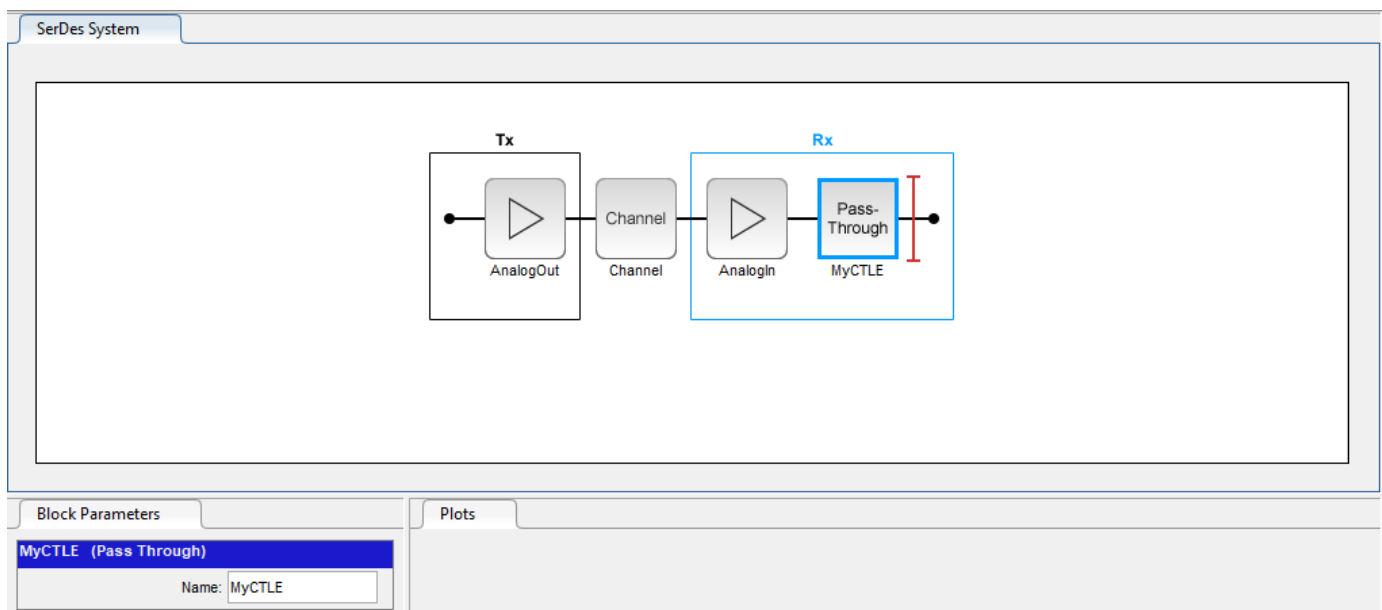 SerDes System
Tx
Rx
Channel
Pass-
Through
AnalogOut
Channel
AnalogIn
MyCTLE
Block Parameters
Plots
MyCTLE (Pass Through)
Name: MyCTLE